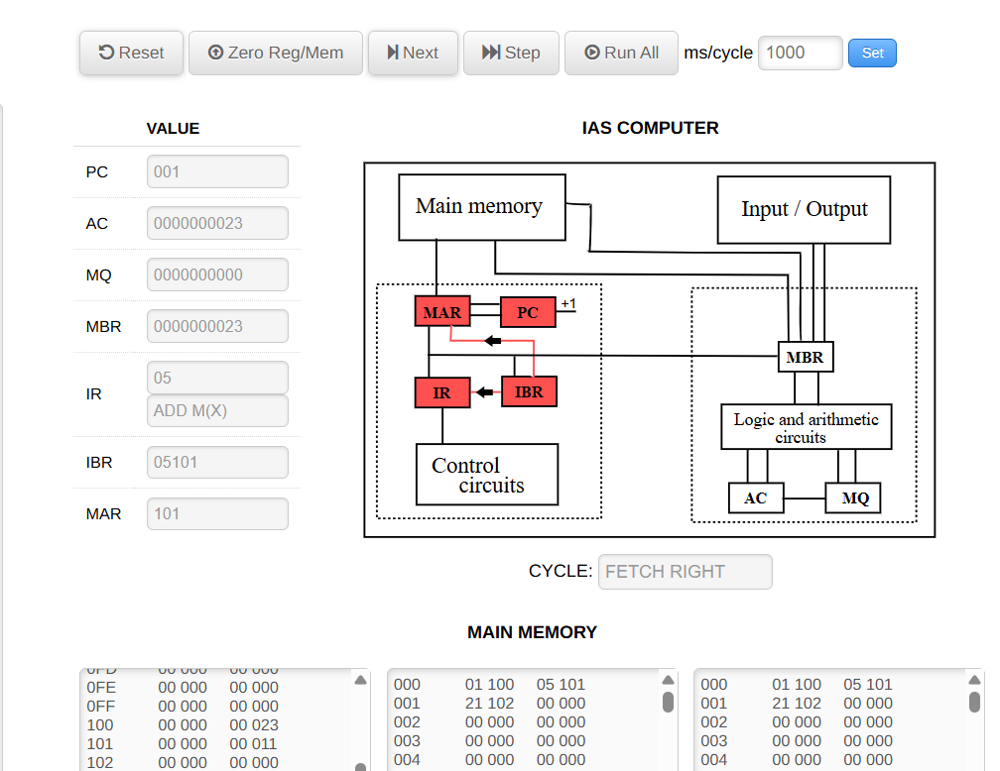 Reset Zero Reg/Mem Next Step Run All ms/cycle 1000 Set
VALUE
PC 001
AC 0000000023
MQ 0000000000
MBR 0000000023
IR 05
ADD M(X)
IBR 05101
MAR 101
IAS COMPUTER
Main memory
Input / Output
MAR PC +1
MBR
IR IBR
Logic and arithmetic
circuits
Control
circuits
AC MQ
CYCLE: FETCH RIGHT
MAIN MEMORY
0FD 00 000 00 000
0FE 00 000 00 000
0FF 00 000 00 000
100 00 000 00 023
101 00 000 00 011
102 00 000 00 000
000 01 100 05 101
001 21 102 00 000
002 00 000 00 000
003 00 000 00 000
004 00 000 00 000
000 01 100 05 101
001 21 102 00 000
002 00 000 00 000
003 00 000 00 000
004 00 000 00 000